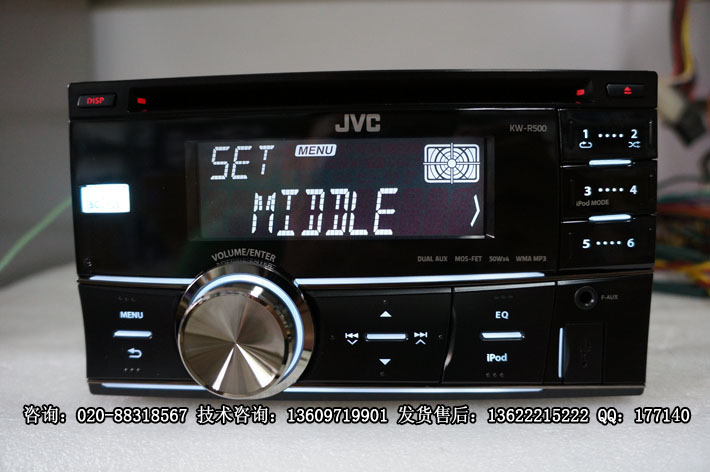 DISP
JVC
KW-R500
SET MENU
MIDDLE
1 2
3 4
iPod MODE
5 6
DUAL AUX MOS-FET 50Wx4 WMA MP3
VOLUME/ENTER
MENU
EQ
iPod
F-AUX
咨询：020-88318567 技术咨询：13609719901 发货售后：13622215222 QQ：177140